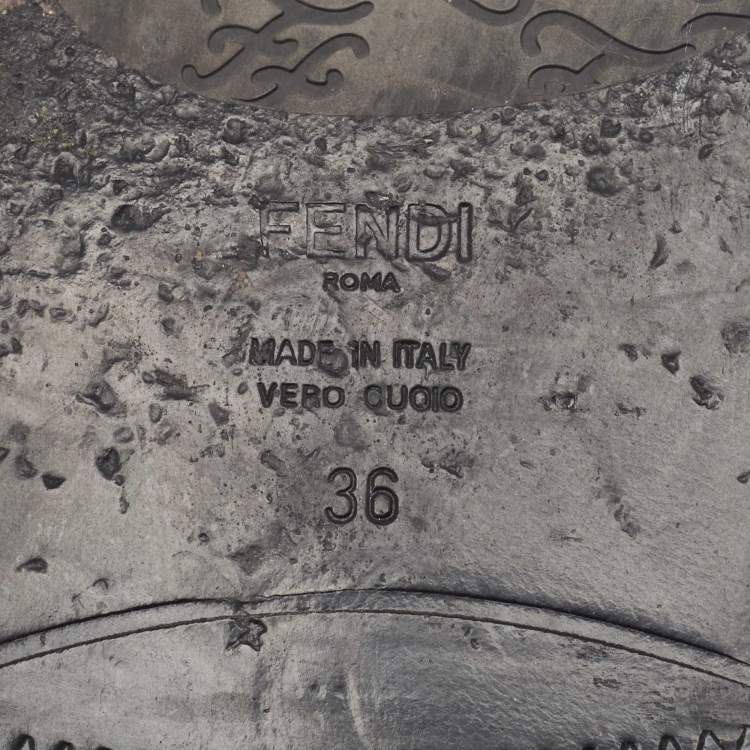 FENDI
ROMA
MADE IN ITALY
VERO CUOIO
36